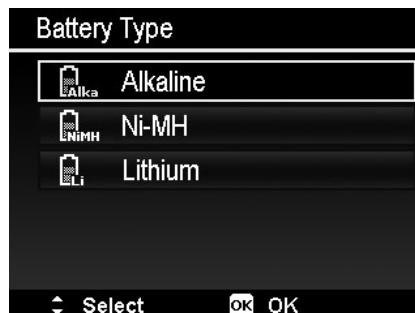 Battery Type
Alka Alkaline
NiMH Ni-MH
Li Lithium
Select OK OK